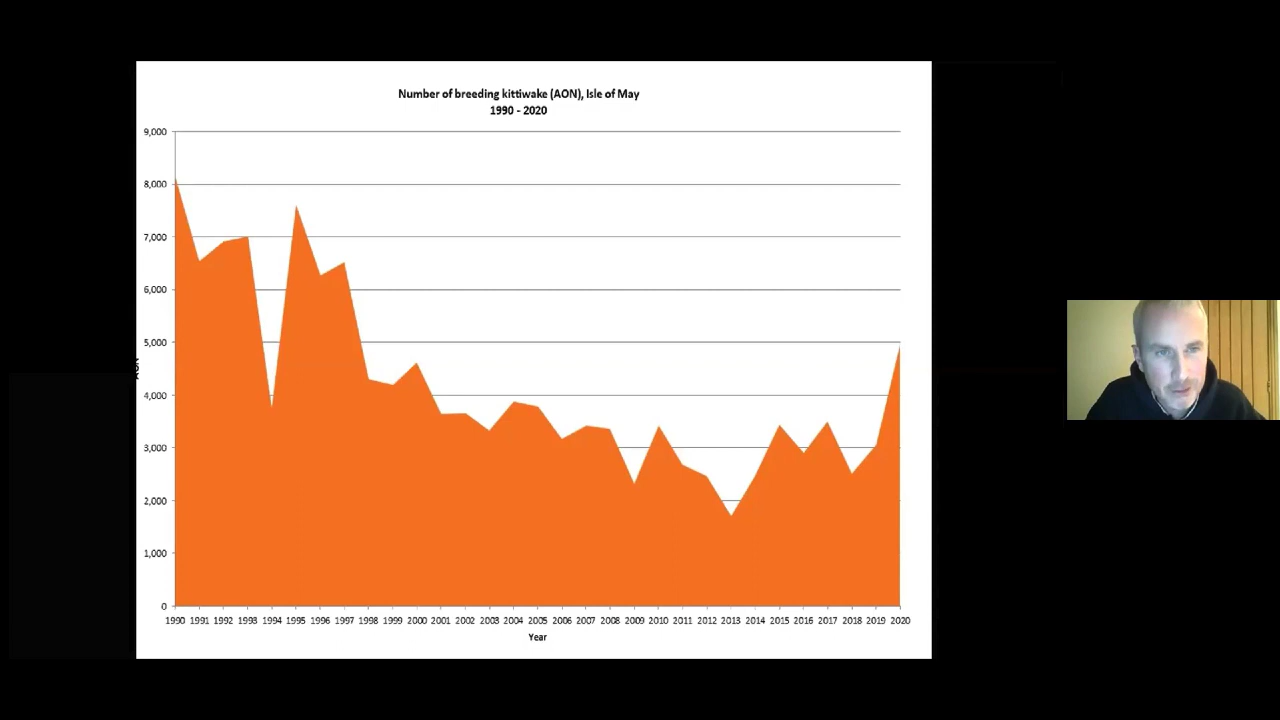 Number of breeding kittiwake (AON), Isle of May
1990 - 2020
9,000
8,000
7,000
6,000
5,000
4,000
3,000
2,000
1,000
0
AON
1990 1991 1992 1993 1994 1995 1996 1997 1998 1999 2000 2001 2002 2003 2004 2005 2006 2007 2008 2009 2010 2011 2012 2013 2014 2015 2016 2017 2018 2019 2020
Year